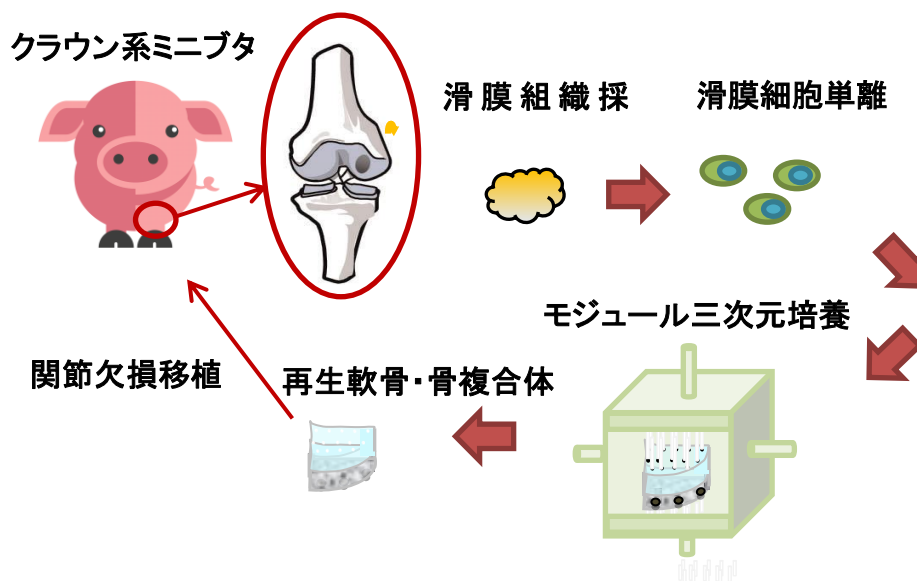 クラウン系ミニブタ
滑膜組織採
滑膜細胞単離
モジュール三次元培養
関節欠損移植
再生軟骨・骨複合体